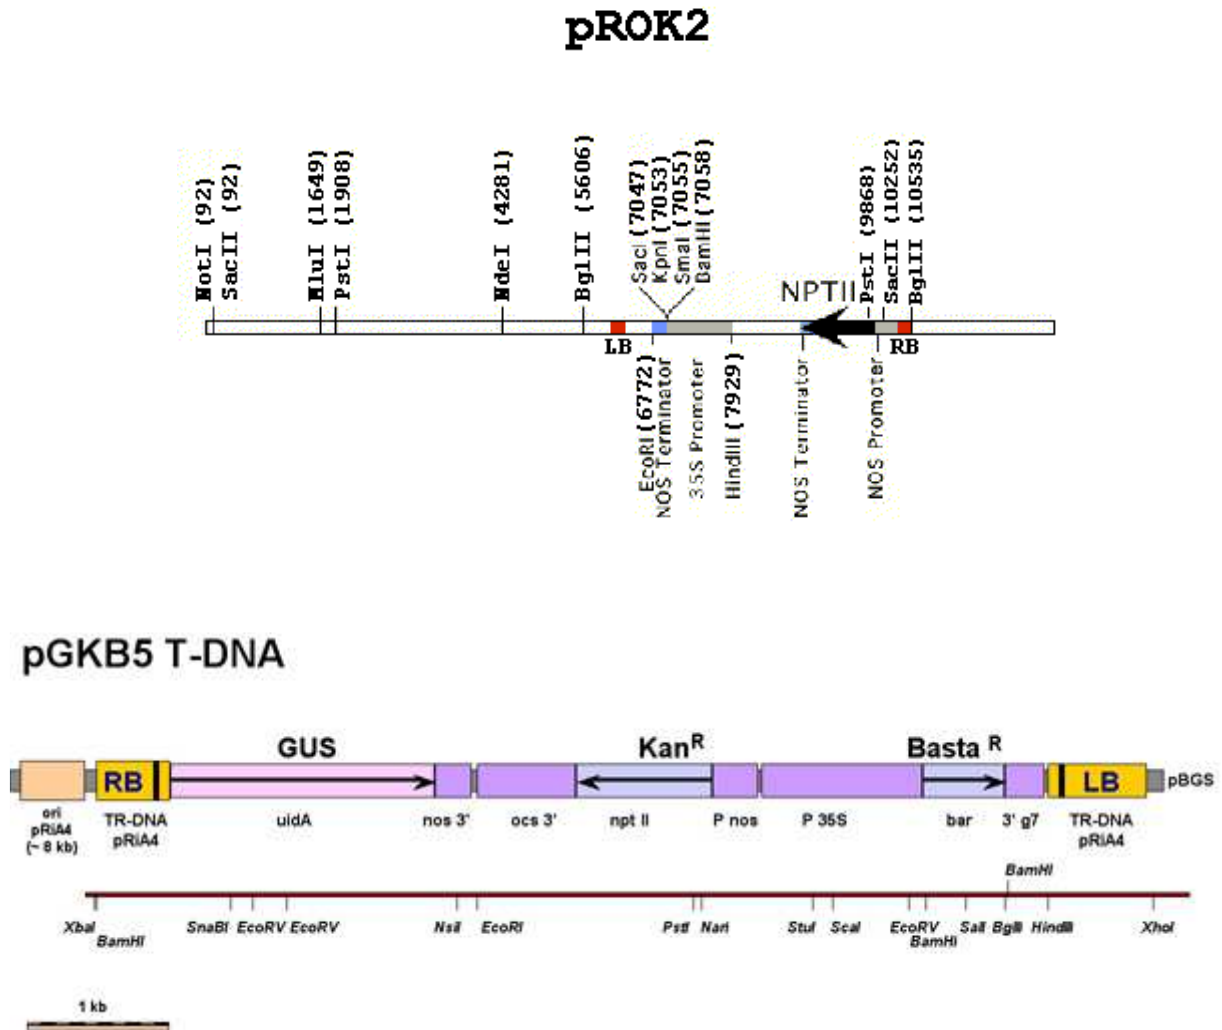 pROK2
NotI (92)
SacII (92)
MluI (1649)
PstI (1908)
NdeI (4281)
BglII (5606)
SacI (7047)
KpnI (7053)
SmaI (7055)
BamHI (7058)
PstI (9868)
SacII (10252)
BglII (10535)
NPTII
LB
RB
EcoRI (6772)
NOS Terminator
35S Promoter
HindIII (7929)
NOS Terminator
NOS Promoter
pGKB5 T-DNA
GUS
Kan R
Basta R
RB
LB
pBGS
ori
pRiA4
(~ 8 kb)
TR-DNA
pRiA4
uidA
nos 3'
ocs 3'
npt II
P nos
P 35S
bar
3' g7
TR-DNA
pRiA4
BamHI
XbaI
BamHI
SnaBI
EcoRV
EcoRV
NsiI
EcoRI
PstI
NarI
StuI
ScaI
EcoRV
BamHI
SalI
BglII
HindIII
XhoI
1 kb